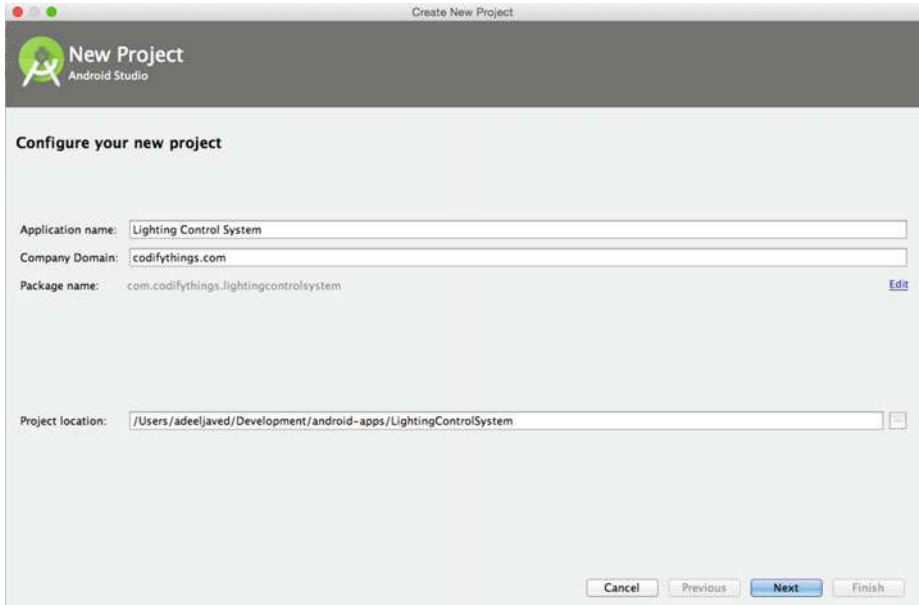 Create New Project
New Project
Android Studio
Configure your new project
Application name: Lighting Control System
Company Domain: codifythings.com
Package name: com.codifythings.lightingcontrolsystem Edit
Project location: /Users/adeeljaved/Development/android-apps/LightingControlSystem
Cancel Previous Next Finish